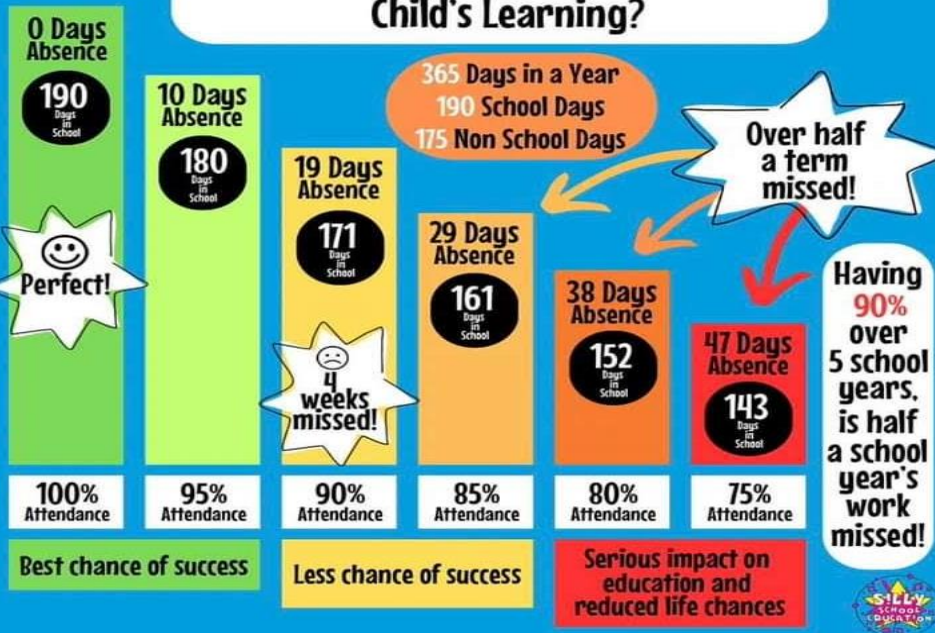 Child's Learning?
0 Days
Absence
190
Days
in
School
Perfect!
100%
Attendance
10 Days
Absence
180
Days
in
School
95%
Attendance
Best chance of success
365 Days in a Year
190 School Days
175 Non School Days
19 Days
Absence
171
Days
in
School
4
weeks
missed!
90%
Attendance
29 Days
Absence
161
Days
in
School
85%
Attendance
Less chance of success
Over half
a term
missed!
38 Days
Absence
152
Days
in
School
80%
Attendance
47 Days
Absence
143
Days
in
School
75%
Attendance
Serious impact on
education and
reduced life chances
Having
90%
over
5 school
years,
is half
a school
year's
work
missed!
SILLY
SCHOOL
EDUCATION